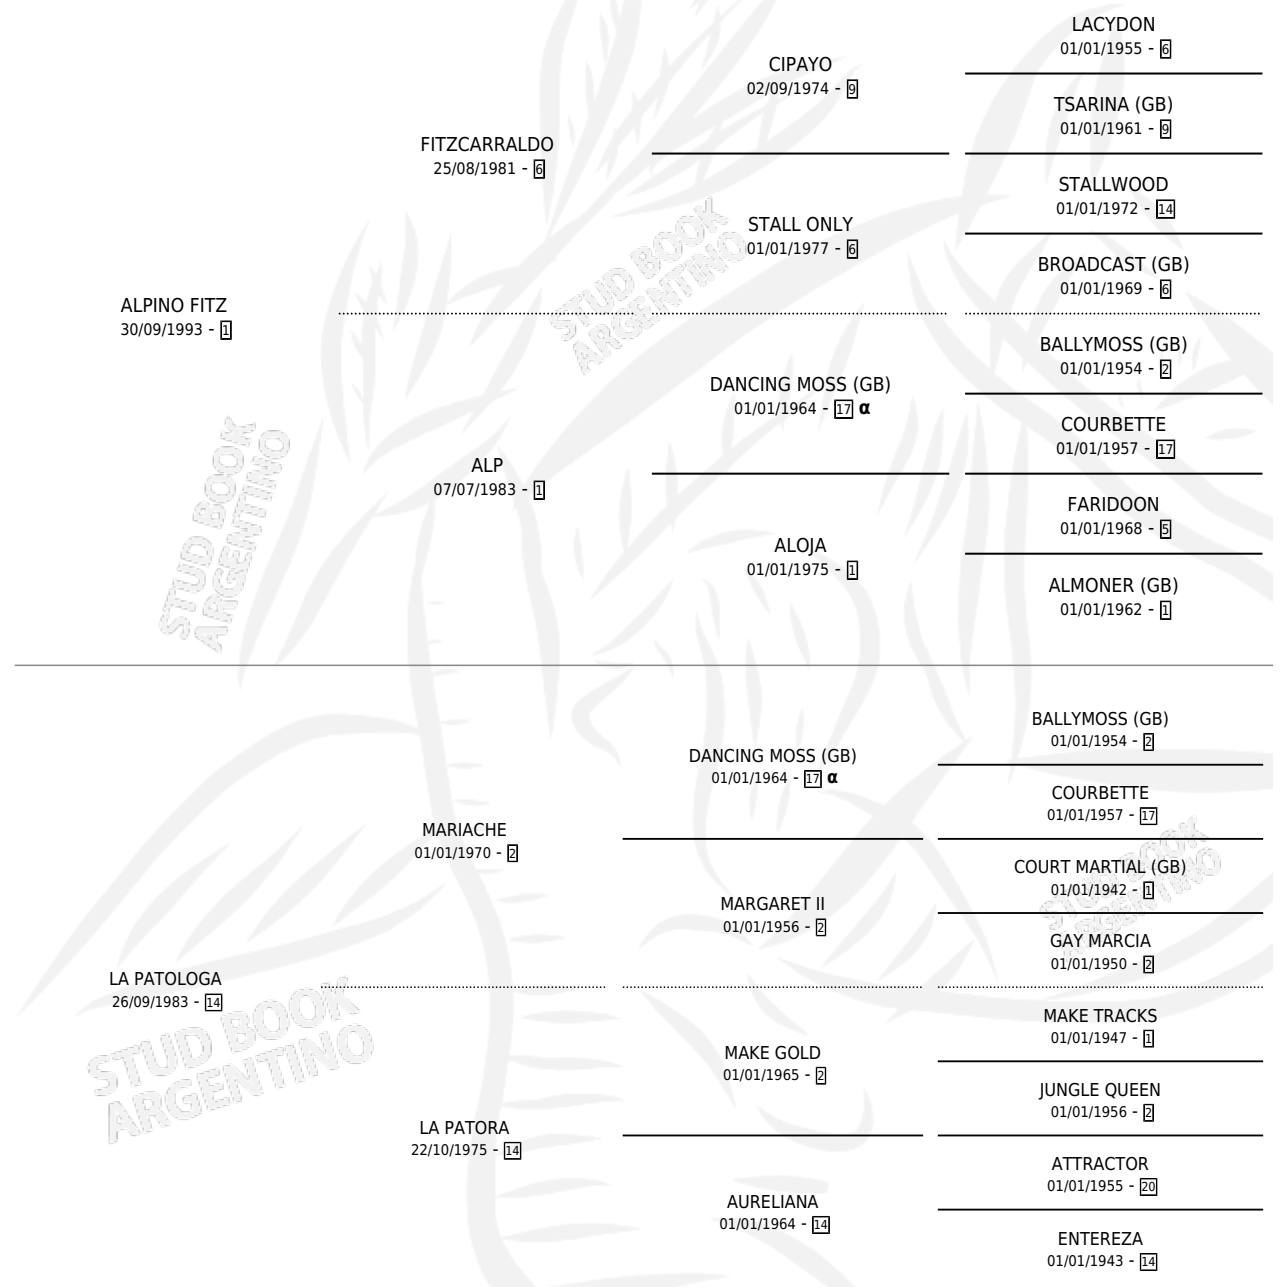 LACYDON
01/01/1955 - 6
CIPAYO
02/09/1974 - 9
TSARINA (GB)
01/01/1961 - 9
FITZCARRALDO
25/08/1981 - 6
STALLWOOD
01/01/1972 - 14
STALL ONLY
01/01/1977 - 6
BROADCAST (GB)
01/01/1969 - 6
ALPINO FITZ
30/09/1993 - 1
BALLYMOSS (GB)
01/01/1954 - 2
DANCING MOSS (GB)
01/01/1964 - 17 α
COURBETTE
01/01/1957 - 17
ALP
07/07/1983 - 1
FARIDOON
01/01/1968 - 5
ALOJA
01/01/1975 - 1
ALMONER (GB)
01/01/1962 - 1
BALLYMOSS (GB)
01/01/1954 - 2
DANCING MOSS (GB)
01/01/1964 - 17 α
COURBETTE
01/01/1957 - 17
MARIACHE
01/01/1970 - 2
COURT MARTIAL (GB)
01/01/1942 - 1
MARGARET II
01/01/1956 - 2
GAY MARCIA
01/01/1950 - 2
LA PATOLOGA
26/09/1983 - 14
MAKE TRACKS
01/01/1947 - 1
MAKE GOLD
01/01/1965 - 2
JUNGLE QUEEN
01/01/1956 - 2
LA PATORA
22/10/1975 - 14
ATTRACTOR
01/01/1955 - 20
AURELIANA
01/01/1964 - 14
ENTEREZA
01/01/1943 - 14
STUD BOOK
ARGENTINO
STUD BOOK
ARGENTINO
STUD BOOK
ARGENTINO
STUD BOOK
ARGENTINO